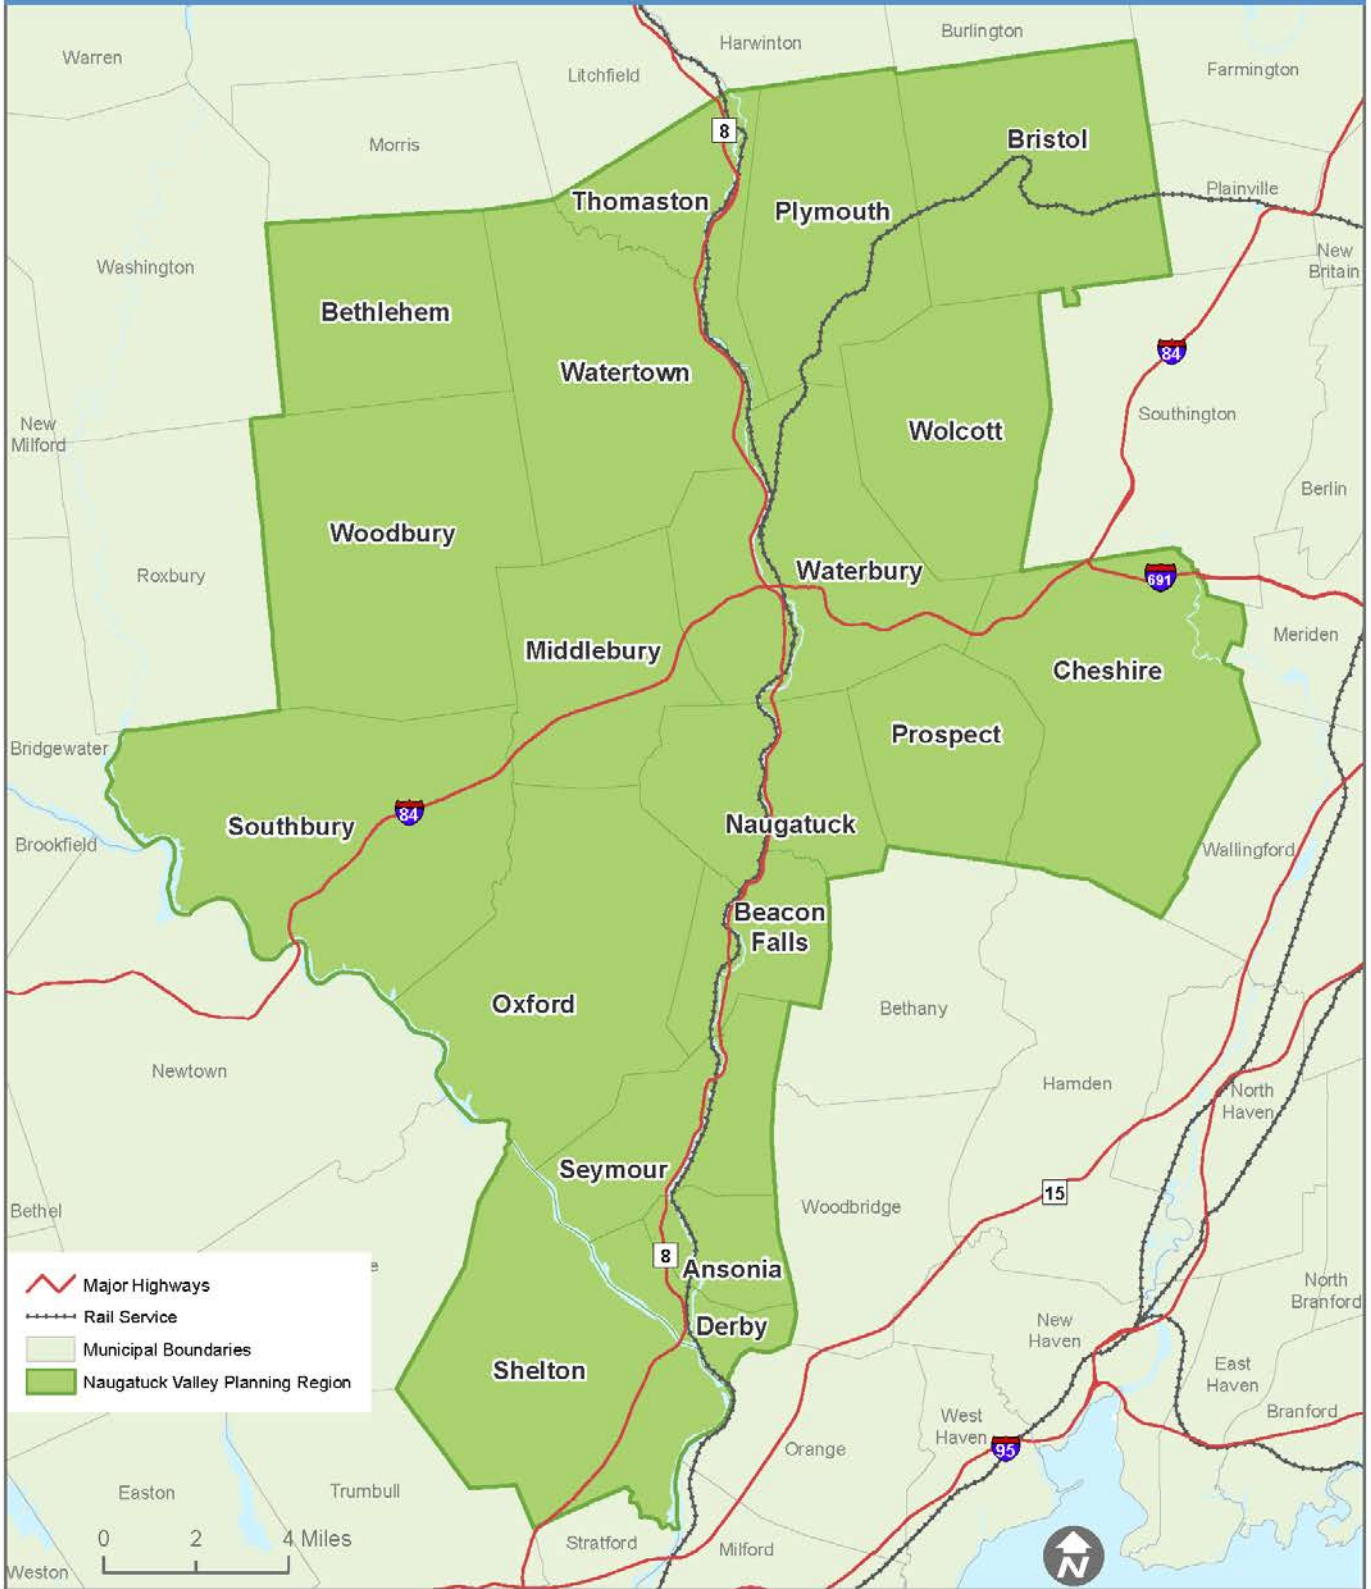 Harwinton
Burlington
Warren
Litchfield
Farmington
8
Morris
Bristol
Plainville
Thomaston
Plymouth
Washington
New
Britain
Bethlehem
84
Watertown
Southington
New
Milford
Wolcott
Berlin
Woodbury
Roxbury
Waterbury
691
Meriden
Middlebury
Cheshire
Prospect
Bridgewater
84
Southbury
Naugatuck
Brookfield
Wallingford
Beacon
Falls
Oxford
Bethany
Newtown
Hamden
North
Haven
Seymour
15
Bethel
Woodbridge
8
Ansonia
e
North
Branford
Derby
New
Haven
Shelton
East
Haven
Branford
West
Haven
95
Orange
Major Highways
Rail Service
Municipal Boundaries
Naugatuck Valley Planning Region
Easton
Trumbull
0 2 4 Miles
Stratford
Milford
N
Weston